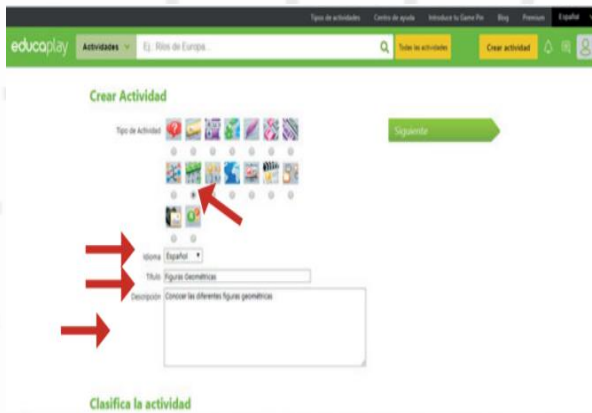 Tipos de actividades Centro de ayuda Introduce tu Game Pin Blog Premium Español
educaplay Actividades Ej: Ríos de Europa... Todas las actividades Crear actividad
Crear Actividad
Tipo de Actividad
Siguiente
Idioma Español
Título Figuras Geométricas
Descripción Conocer las diferentes figuras geométricas
Clasifica la actividad